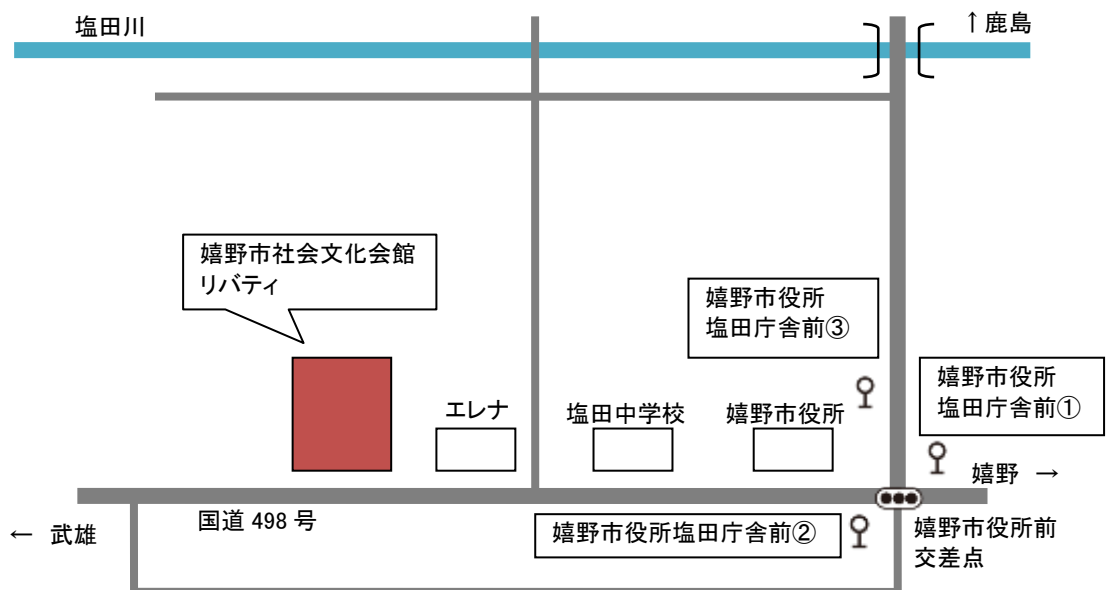 塩田川
↑鹿島
嬉野市社会文化会館
リバティ
嬉野市役所
塩田庁舎前③
嬉野市役所
塩田庁舎前①
エレナ
塩田中学校
嬉野市役所
嬉野 →
国道 498 号
← 武雄
嬉野市役所塩田庁舎前②
嬉野市役所前
交差点